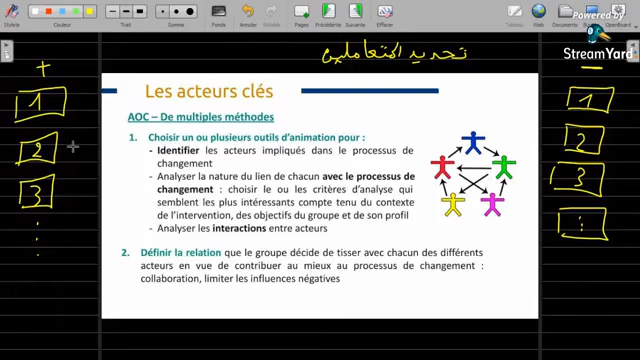 Stylets
Couleur
Trait
Gomme
Pages
Précédente
Suivante
Effacer
Tableau
Bureau
Documents
Powered by
StreamYard
تحديد المتعاملين
+
1
2
3
Les acteurs clés
AOC – De multiples méthodes
1. Choisir un ou plusieurs outils d'animation pour :
- Identifier les acteurs impliqués dans le processus de
changement
- Analyser la nature du lien de chacun avec le processus de
changement : choisir le ou les critères d'analyse qui
semblent les plus intéressants compte tenu du contexte
de l'intervention, des objectifs du groupe et de son profil
- Analyser les interactions entre acteurs
2. Définir la relation que le groupe décide de tisser avec chacun des différents
acteurs en vue de contribuer au mieux au processus de changement :
collaboration, limiter les influences négatives
–
1
2
3